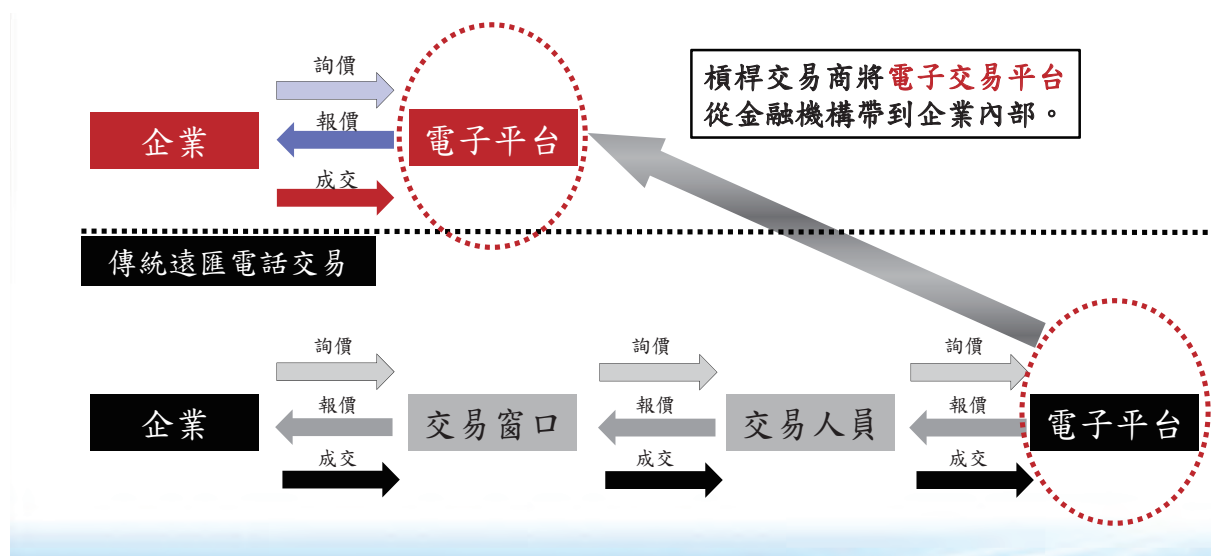 詢價
企業
報價
電子平台
成交
槓桿交易商將電子交易平台
從金融機構帶到企業內部。
傳統遠匯電話交易
詢價
詢價
詢價
企業
報價
交易窗口
報價
交易人員
報價
電子平台
成交
成交
成交